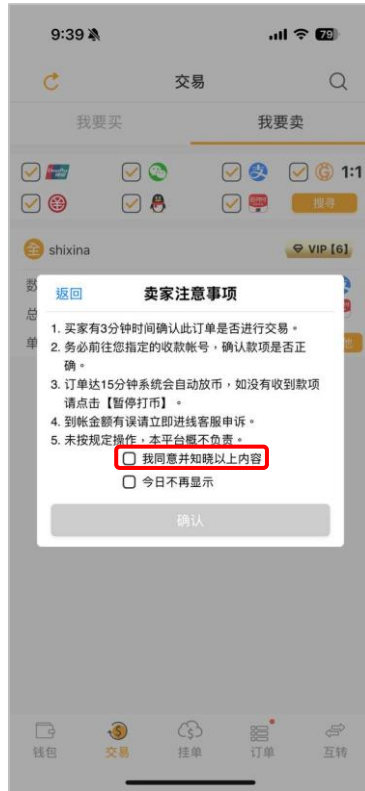 9:39
79
交易
我要买
我要卖
1:1
搜寻
全 shixina
VIP [6]
数
总
单
返回
卖家注意事项
1. 买家有3分钟时间确认此订单是否进行交易。
2. 务必前往您指定的收款帐号，确认款项是否正
确。
3. 订单达15分钟系统会自动放币，如没有收到款项
请点击【暂停打币】。
4. 到帐金额有误请立即进线客服申诉。
5. 未按规定操作，本平台概不负责。
我同意并知晓以上内容
今日不再显示
确认
钱包
交易
挂单
订单
互转